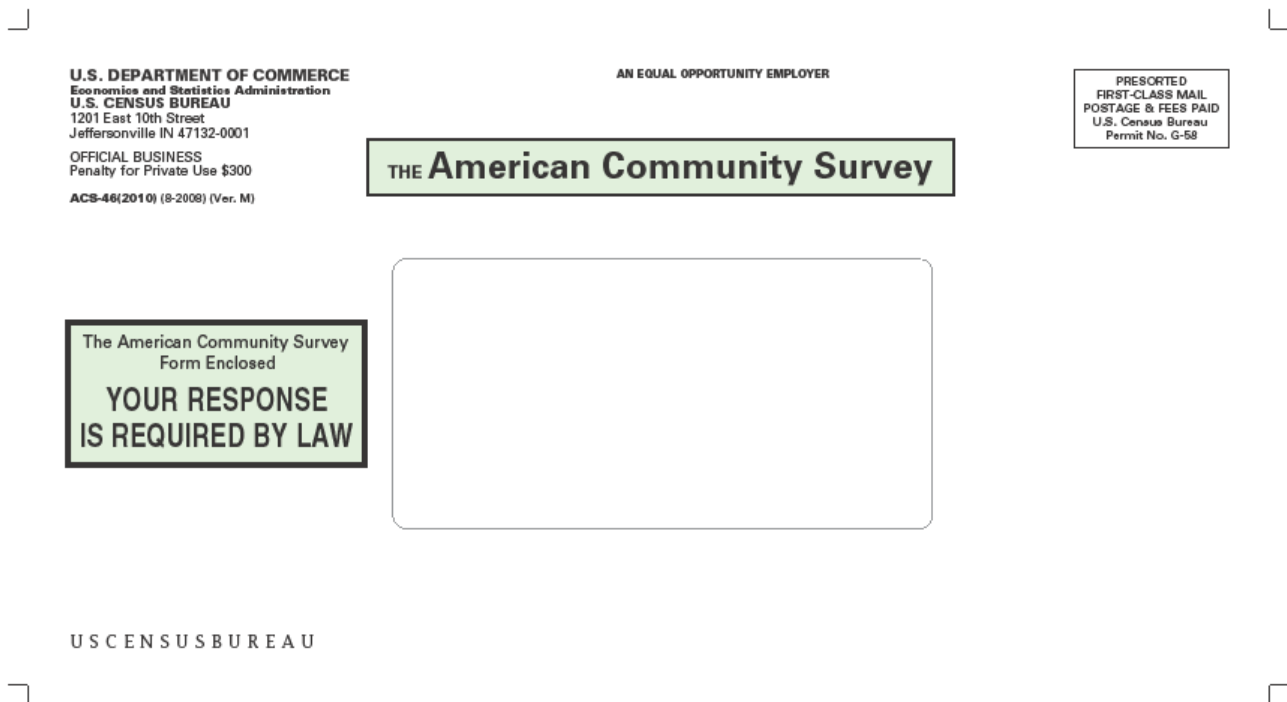 U.S. DEPARTMENT OF COMMERCE
Economics and Statistics Administration
U.S. CENSUS BUREAU
1201 East 10th Street
Jeffersonville IN 47132-0001
OFFICIAL BUSINESS
Penalty for Private Use $300
ACS-46(2010) (8-2008) (Ver. M)
AN EQUAL OPPORTUNITY EMPLOYER
THE American Community Survey
PRESORTED
FIRST-CLASS MAIL
POSTAGE & FEES PAID
U.S. Census Bureau
Permit No. G-58
The American Community Survey
Form Enclosed
YOUR RESPONSE
IS REQUIRED BY LAW
USCENSUSBUREAU